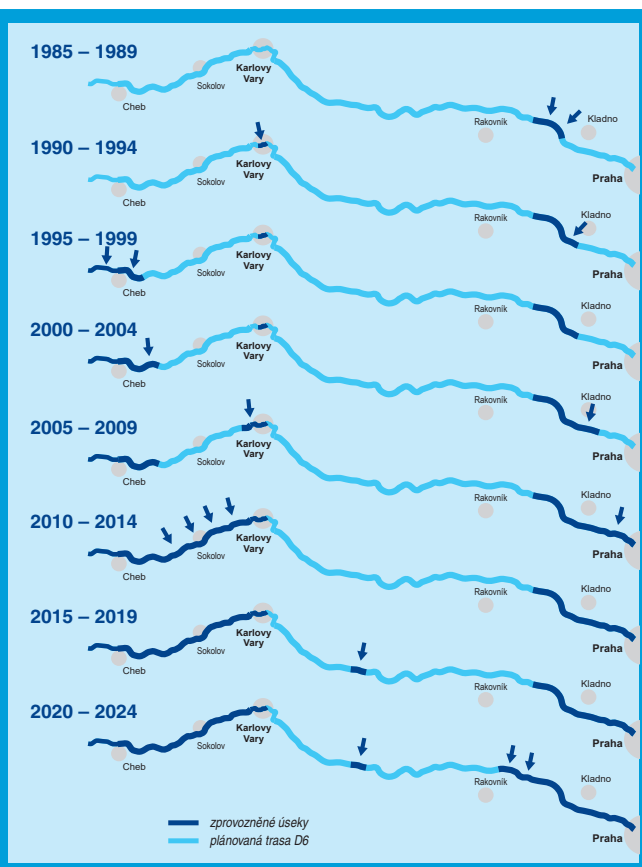 1985 – 1989
Karlovy
Vary
Sokolov
Cheb
Rakovník
Kladno
Praha
1990 – 1994
Karlovy
Vary
Sokolov
Cheb
Rakovník
Kladno
Praha
1995 – 1999
Karlovy
Vary
Sokolov
Cheb
Rakovník
Kladno
Praha
2000 – 2004
Karlovy
Vary
Sokolov
Cheb
Rakovník
Kladno
Praha
2005 – 2009
Karlovy
Vary
Sokolov
Cheb
Rakovník
Kladno
Praha
2010 – 2014
Karlovy
Vary
Sokolov
Cheb
Rakovník
Kladno
Praha
2015 – 2019
Karlovy
Vary
Sokolov
Cheb
Rakovník
Kladno
Praha
2020 – 2024
Karlovy
Vary
Sokolov
Cheb
Rakovník
Kladno
Praha
zprovozněné úseky
plánovaná trasa D6